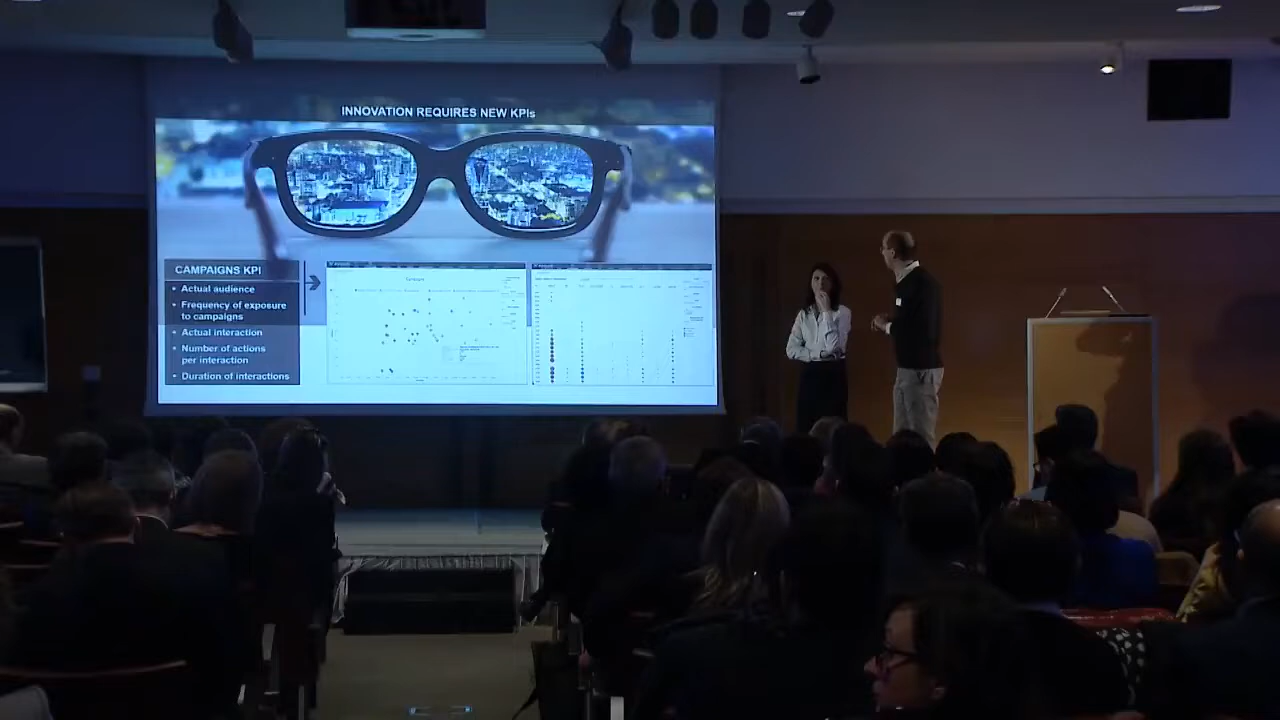 INNOVATION REQUIRES NEW KPIs
CAMPAIGNS KPI
• Actual audience
• Frequency of exposure
to campaigns
• Actual interaction
• Number of actions
per interaction
• Duration of interactions